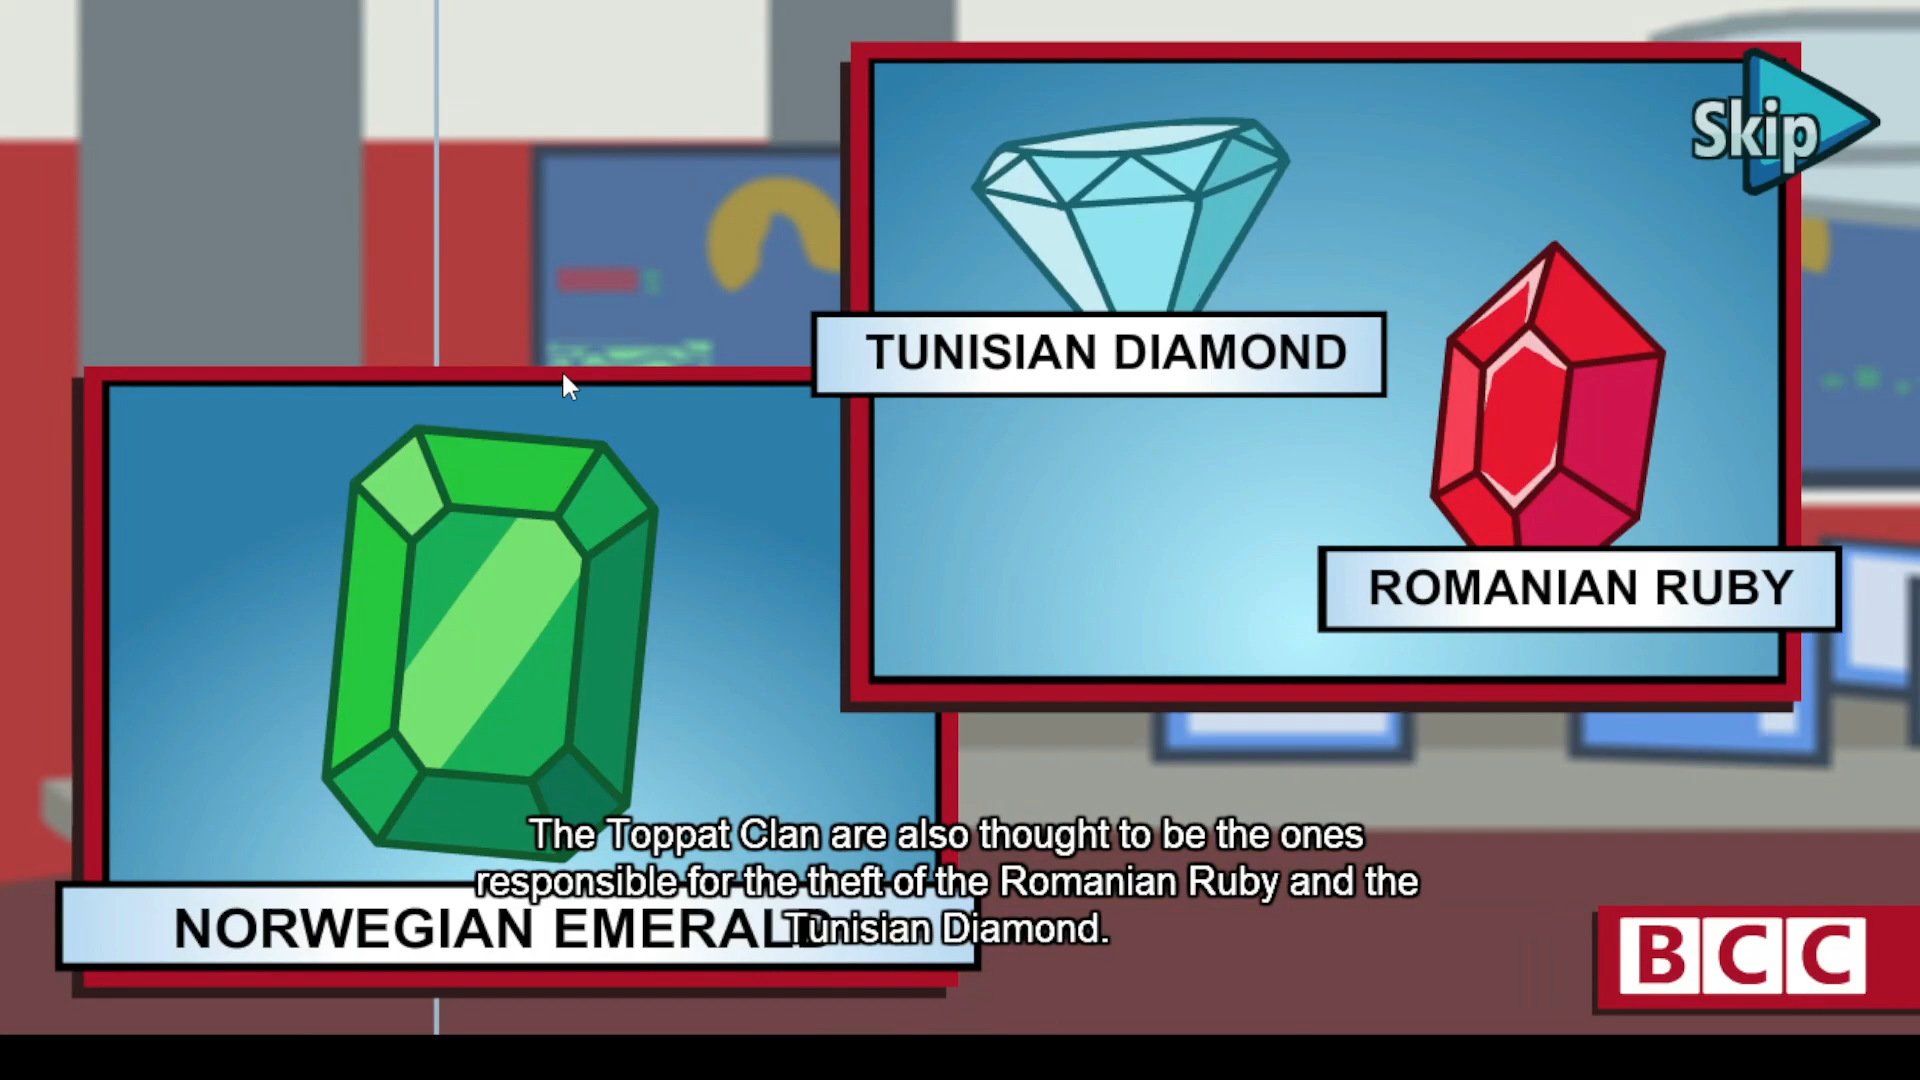 Skip
TUNISIAN DIAMOND
ROMANIAN RUBY
NORWEGIAN EMERALD
The Toppat Clan are also thought to be the ones
responsible for the theft of the Romanian Ruby and the
Tunisian Diamond.
BCC